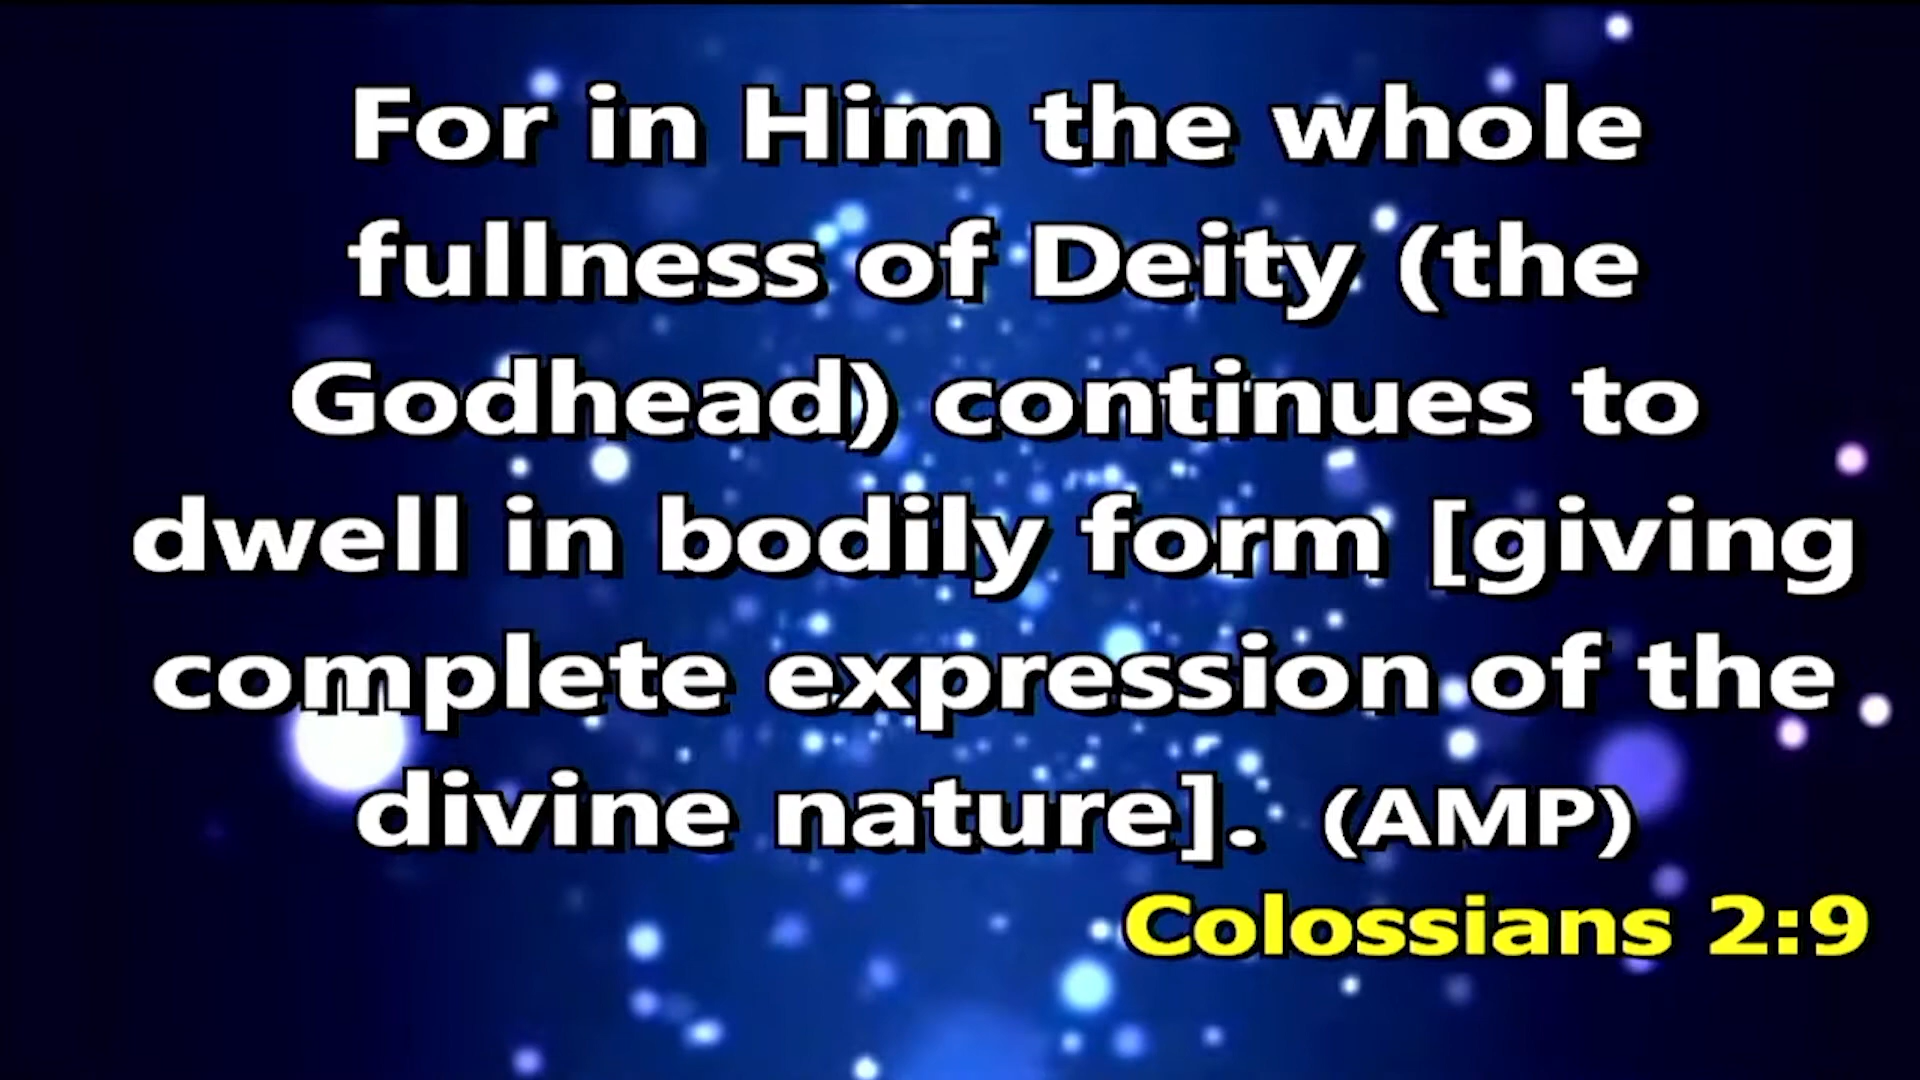 For in Him the whole
fullness of Deity (the
Godhead) continues to
dwell in bodily form [giving
complete expression of the
divine nature]. (AMP)
Colossians 2:9